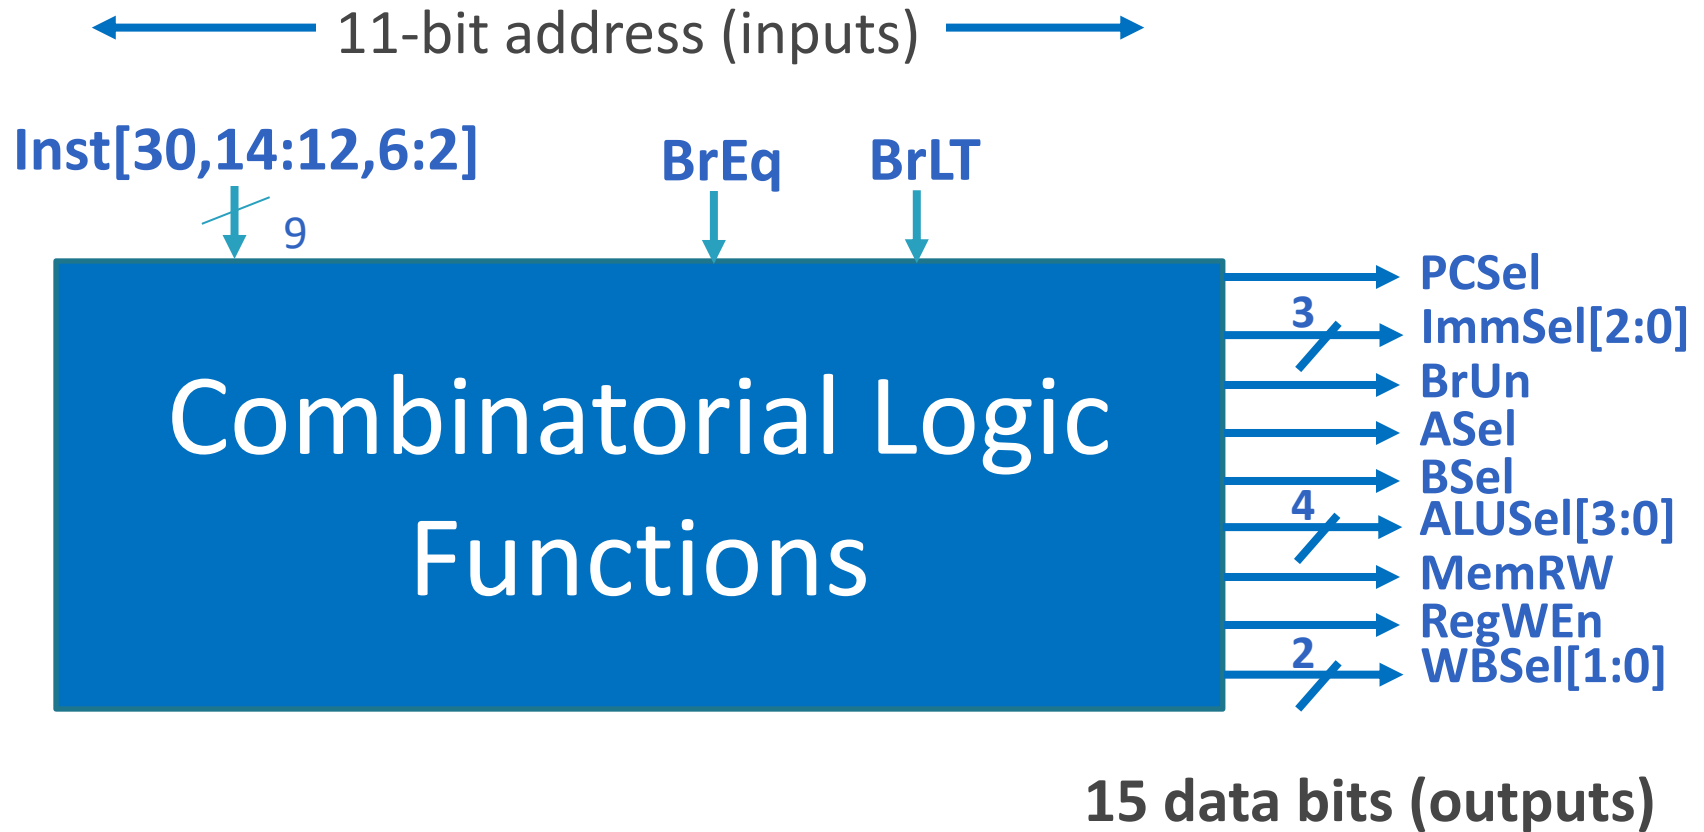 11-bit address (inputs)
Inst[30,14:12,6:2]
BrEq
BrLT
9
Combinatorial Logic
Functions
PCSel
3
ImmSel[2:0]
BrUn
ASel
BSel
4
ALUSel[3:0]
MemRW
RegWEn
2
WBSel[1:0]
15 data bits (outputs)